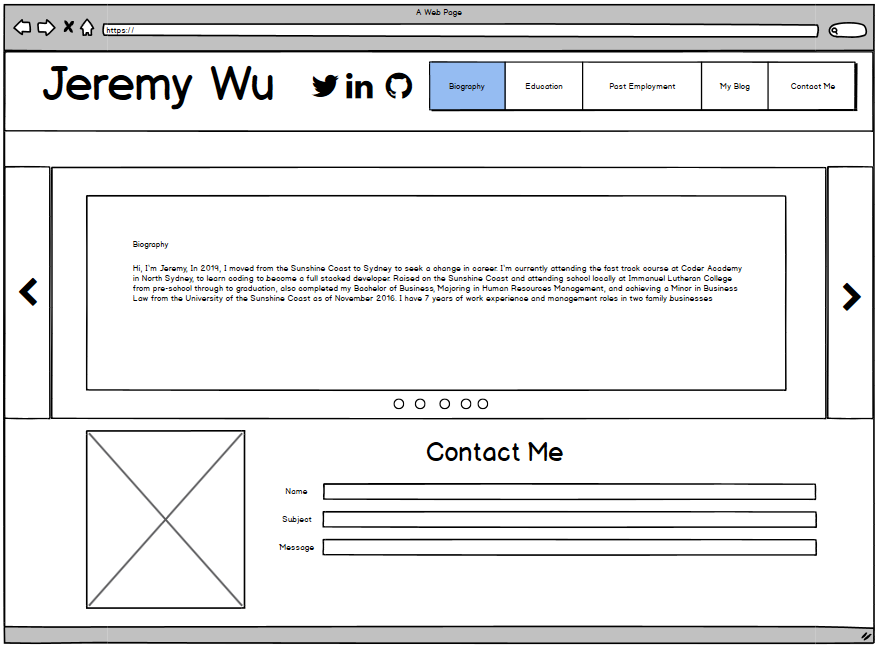 A Web Page
https://
Jeremy Wu
in
Biography
Education
Past Employment
My Blog
Contact Me
Biography
Hi, I'm Jeremy, In 2019, I moved from the Sunshine Coast to Sydney to seek a change in career. I'm currently attending the fast track course at Coder Academy
in North Sydney, to learn coding to become a full stacked developer. Raised on the Sunshine Coast and attending school locally at Immanuel Lutheran College
from pre-school through to graduation, also completed my Bachelor of Business, Majoring in Human Resources Management, and achieving a Minor in Business
Law from the University of the Sunshine Coast as of November 2016. I have 7 years of work experience and management roles in two family businesses
Contact Me
Name
Subject
Message